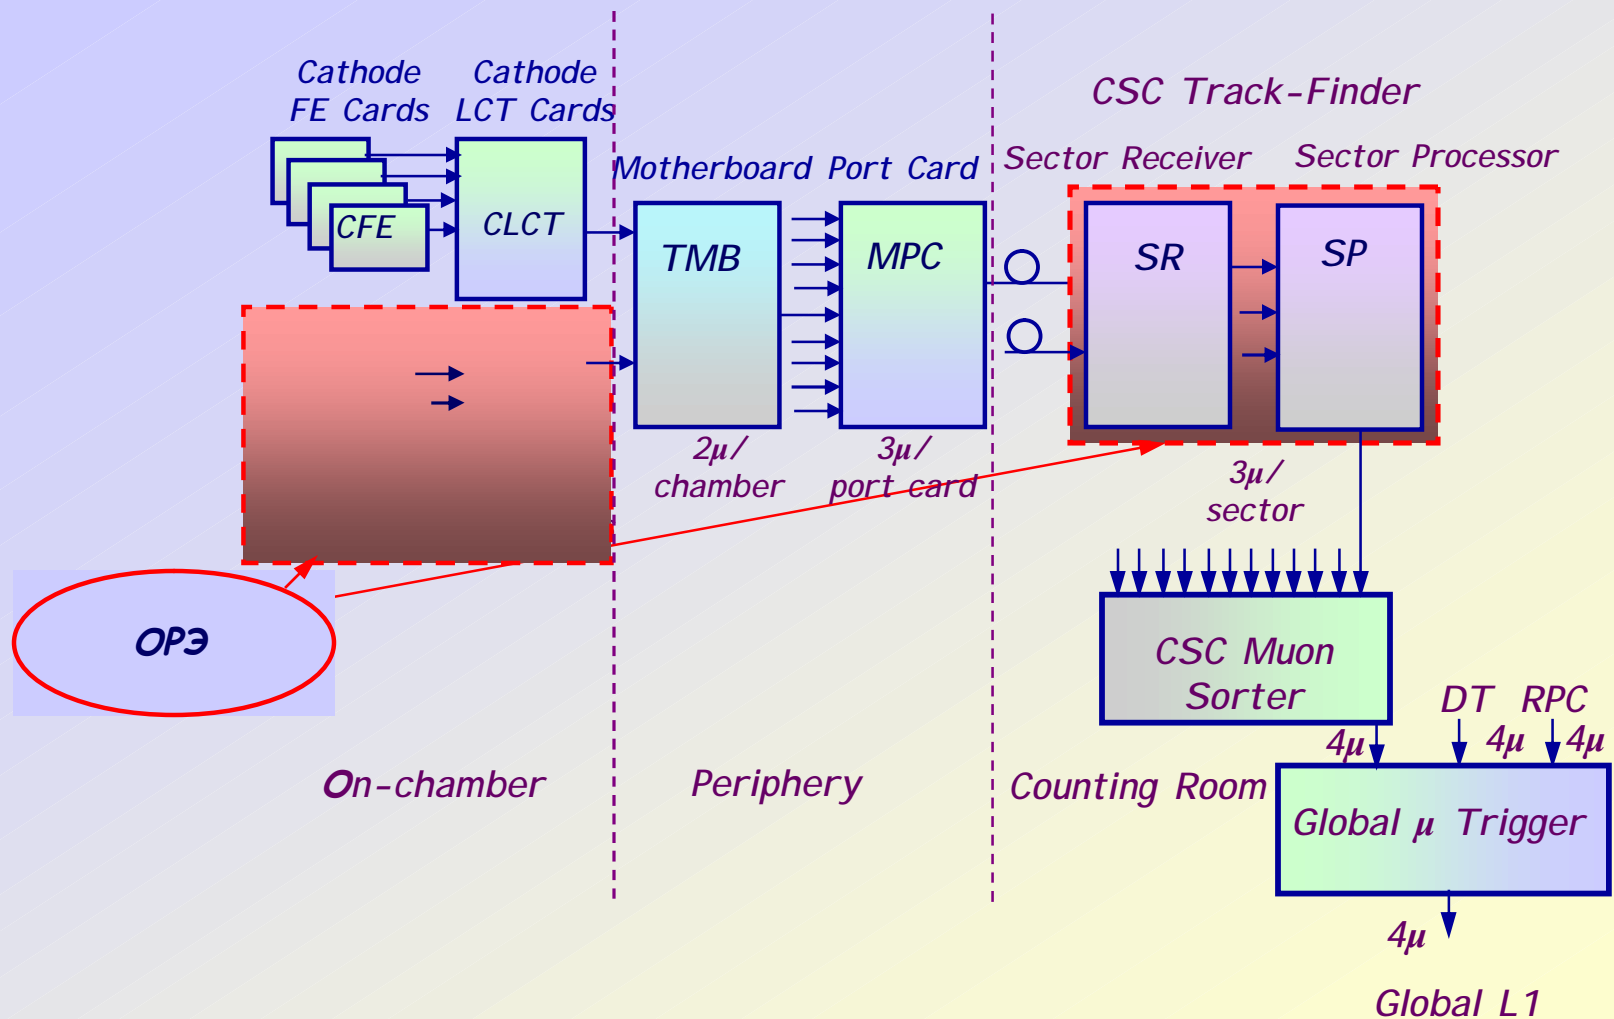 Cathode
FE Cards
Cathode
LCT Cards
CSC Track-Finder
Motherboard
Port Card
Sector Receiver
Sector Processor
CFE
CLCT
TMB
MPC
SR
SP
2μ/
chamber
3μ/
port card
3μ/
sector
ОРЭ
CSC Muon
Sorter
DT
RPC
4μ
4μ
4μ
On-chamber
Periphery
Counting Room
Global μ Trigger
4μ
Global L1